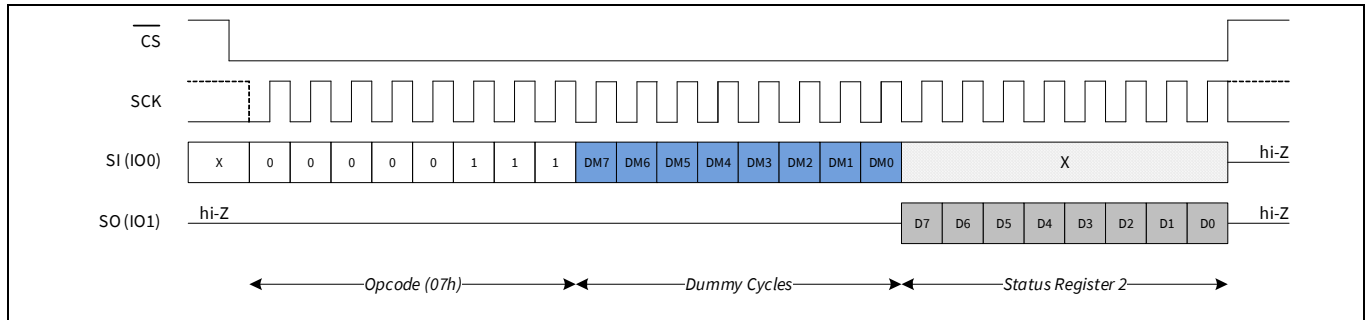 CS
SCK
SI (IO0) X 0 0 0 0 0 1 1 1 DM7 DM6 DM5 DM4 DM3 DM2 DM1 DM0 X hi-Z
SO (IO1) hi-Z D7 D6 D5 D4 D3 D2 D1 D0 hi-Z
Opcode (07h) Dummy Cycles Status Register 2